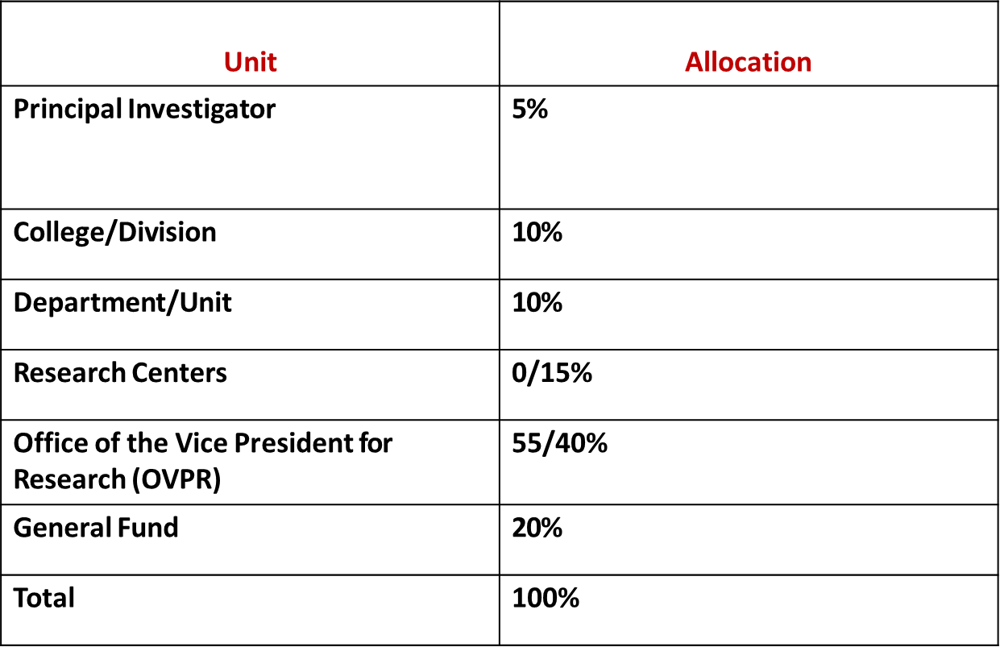 Unit Allocation
Principal Investigator 5%
College/Division 10%
Department/Unit 10%
Research Centers 0/15%
Office of the Vice President for 55/40%
Research (OVPR)
General Fund 20%
Total 100%